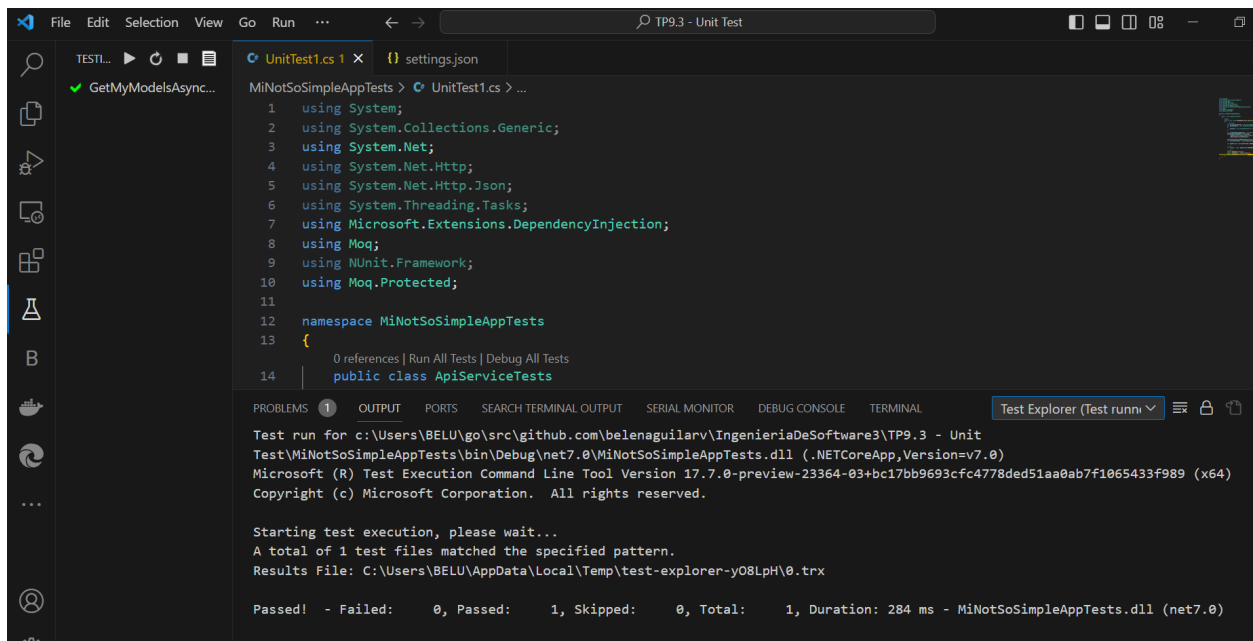 File Edit Selection View Go Run ... TP9.3 - Unit Test
TESTI...
UnitTest1.cs 1
{} settings.json
GetMyModelsAsync...
MiNotSoSimpleAppTests > UnitTest1.cs > ...
1 using System;
2 using System.Collections.Generic;
3 using System.Net;
4 using System.Net.Http;
5 using System.Net.Http.Json;
6 using System.Threading.Tasks;
7 using Microsoft.Extensions.DependencyInjection;
8 using Moq;
9 using NUnit.Framework;
10 using Moq.Protected;
11
12 namespace MiNotSoSimpleAppTests
13 {
0 references | Run All Tests | Debug All Tests
14 public class ApiServiceTests
PROBLEMS 1 OUTPUT PORTS SEARCH TERMINAL OUTPUT SERIAL MONITOR DEBUG CONSOLE TERMINAL Test Explorer (Test runn
Test run for c:\Users\BELU\go\src\github.com\belenaguilarv\IngenieriaDeSoftware3\TP9.3 - Unit
Test\MiNotSoSimpleAppTests\bin\Debug\net7.0\MiNotSoSimpleAppTests.dll (.NETCoreApp,Version=v7.0)
Microsoft (R) Test Execution Command Line Tool Version 17.7.0-preview-23364-03+bc17bb9693cfc4778ded51aa0ab7f1065433f989 (x64)
Copyright (c) Microsoft Corporation. All rights reserved.
Starting test execution, please wait...
A total of 1 test files matched the specified pattern.
Results File: C:\Users\BELU\AppData\Local\Temp\test-explorer-yO8LpH\0.trx
Passed! - Failed: 0, Passed: 1, Skipped: 0, Total: 1, Duration: 284 ms - MiNotSoSimpleAppTests.dll (net7.0)
B